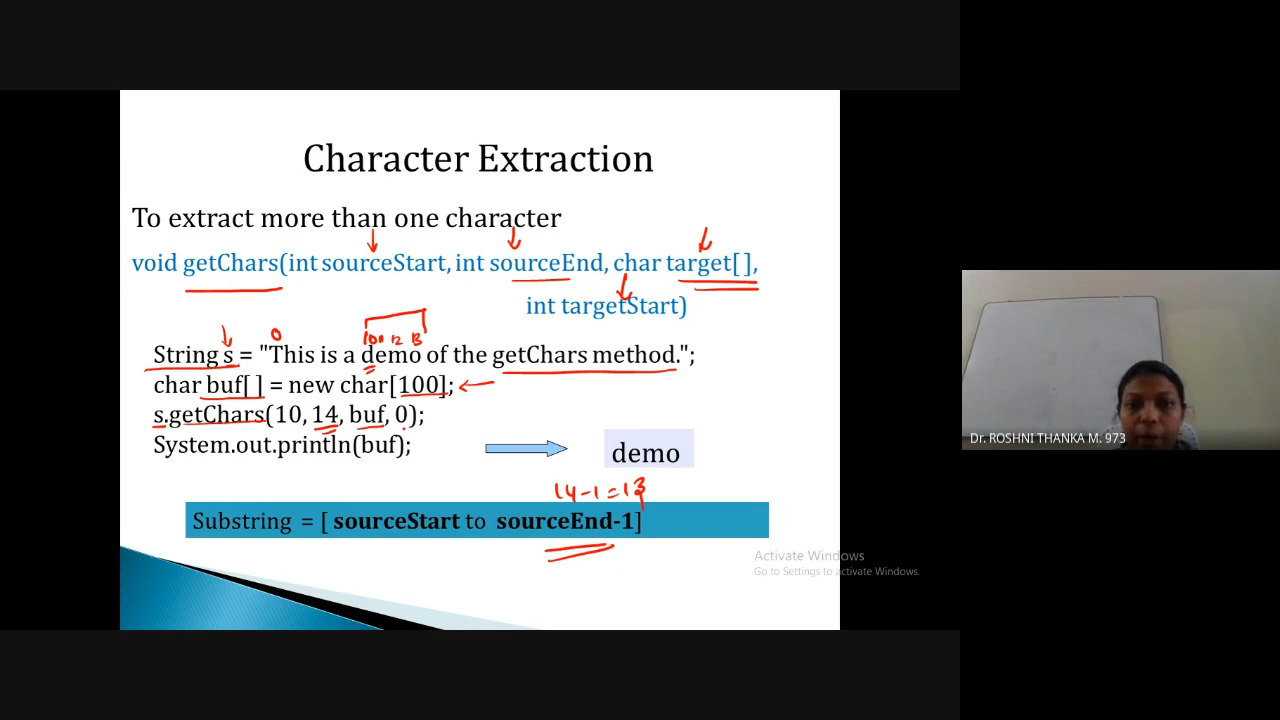 Character Extraction
To extract more than one character
void getChars(int sourceStart, int sourceEnd, char target[ ],
int targetStart)
0 10 11 12 13
String s = "This is a demo of the getChars method.";
char buf[ ] = new char[100];
s.getChars(10, 14, buf, 0);
System.out.println(buf);
demo
14-1=13
Substring = [ sourceStart to sourceEnd-1]
Activate Windows
Go to Settings to activate Windows.
Dr. ROSHNI THANKA M. 973